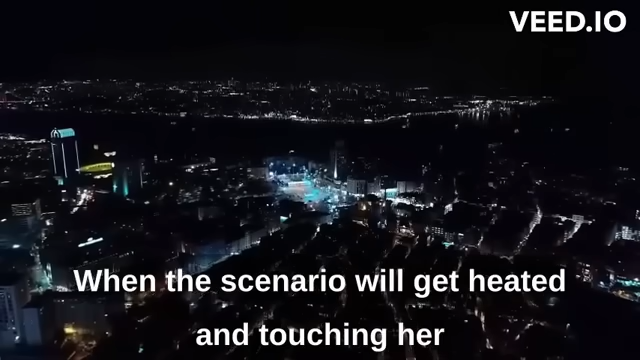 VEED.IO
When the scenario will get heated
and touching her